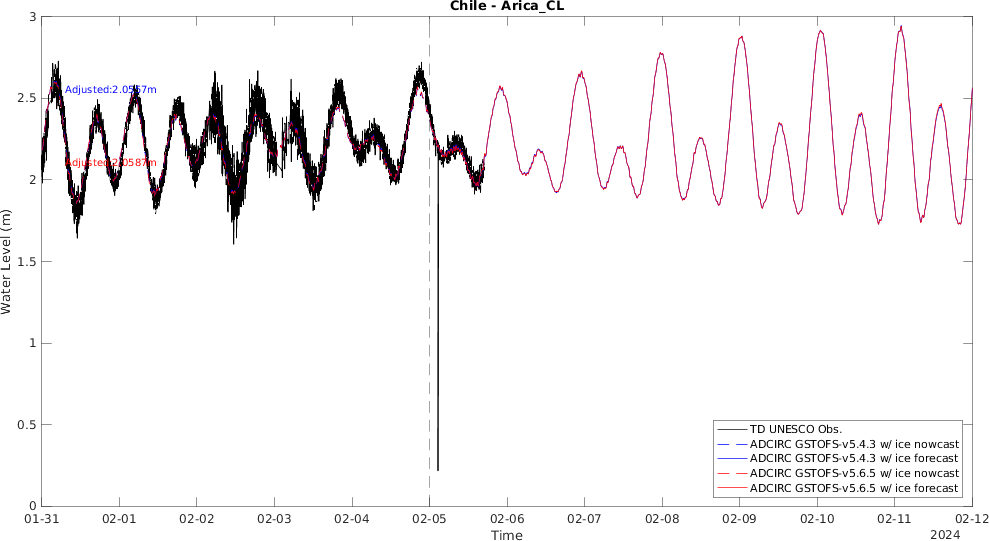 Chile - Arica_CL
3
2.5
2
1.5
1
0.5
0
Water Level (m)
Adjusted:2.0567m
Adjusted:2.0587m
TD UNESCO Obs.
ADCIRC GSTOFS-v5.4.3 w/ ice nowcast
ADCIRC GSTOFS-v5.4.3 w/ ice forecast
ADCIRC GSTOFS-v5.6.5 w/ ice nowcast
ADCIRC GSTOFS-v5.6.5 w/ ice forecast
01-31 02-01 02-02 02-03 02-04 02-05 02-06 02-07 02-08 02-09 02-10 02-11 02-12
Time
2024